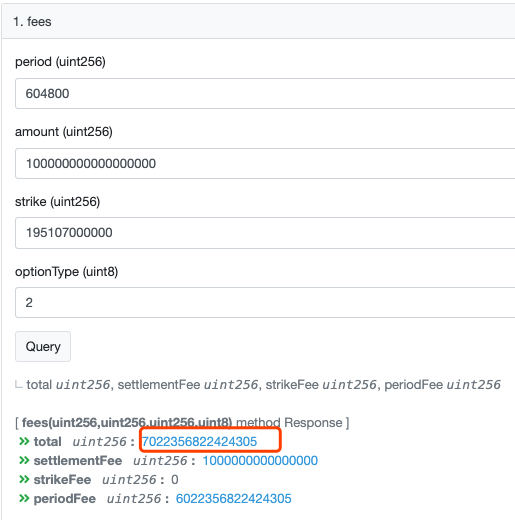 1. fees
period (uint256)
604800
amount (uint256)
100000000000000000
strike (uint256)
195107000000
optionType (uint8)
2
Query
total uint256, settlementFee uint256, strikeFee uint256, periodFee uint256
[ fees(uint256,uint256,uint256,uint8) method Response ]
total uint256 : 7022356822424305
settlementFee uint256 : 1000000000000000
strikeFee uint256 : 0
periodFee uint256 : 6022356822424305